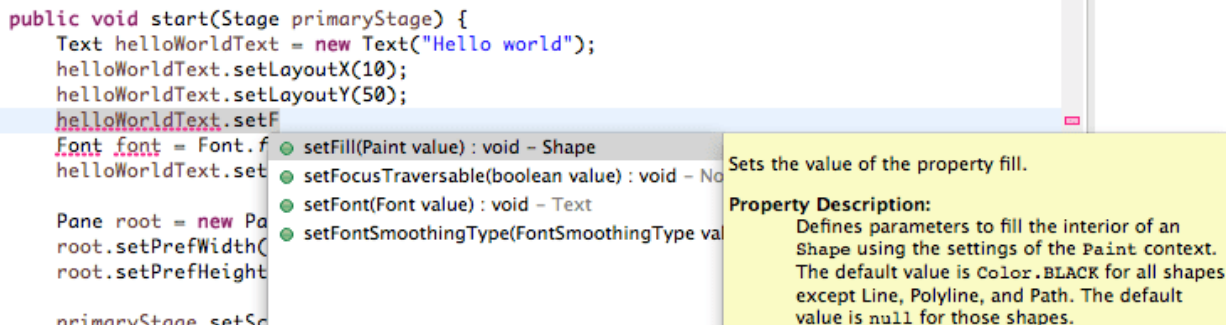 public void start(Stage primaryStage) {
Text helloWorldText = new Text("Hello world");
helloWorldText.setLayoutX(10);
helloWorldText.setLayoutY(50);
helloWorldText.setF
Font font = Font.f
helloWorldText.set
Pane root = new Pa
root.setPrefWidth(
root.setPrefHeight
primaryStage.setSc
setFill(Paint value) : void – Shape
setFocusTraversable(boolean value) : void – No
setFont(Font value) : void – Text
setFontSmoothingType(FontSmoothingType val
Sets the value of the property fill.
Property Description:
Defines parameters to fill the interior of an
Shape using the settings of the Paint context.
The default value is Color.BLACK for all shapes
except Line, Polyline, and Path. The default
value is null for those shapes.